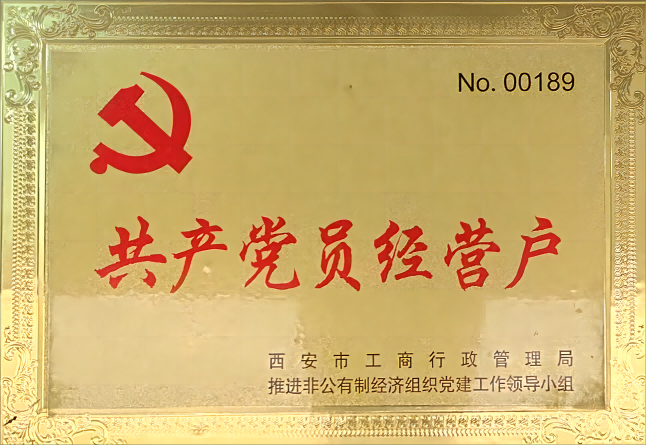 No. 00189
共产党员经营户
西安市工商行政管理局
推进非公有制经济组织党建工作领导小组